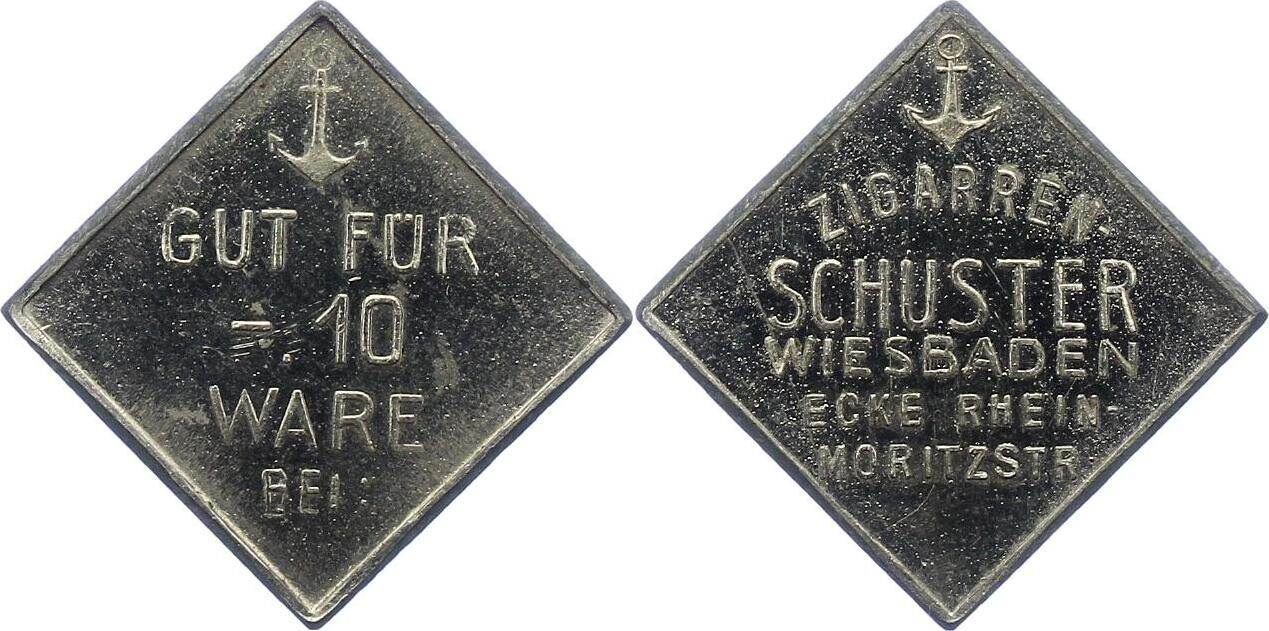 GUT FÜR
=.10
WARE
BEI:
ZIGARREN-
SCHUSTER
WIESBADEN
ECKE RHEIN-
MORITZSTR.